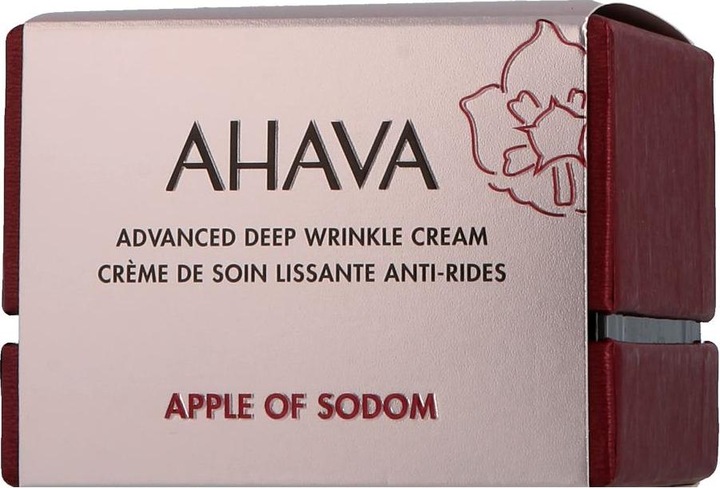 AHAVA
ADVANCED DEEP WRINKLE CREAM
CRÈME DE SOIN LISSANTE ANTI-RIDES
APPLE OF SODOM